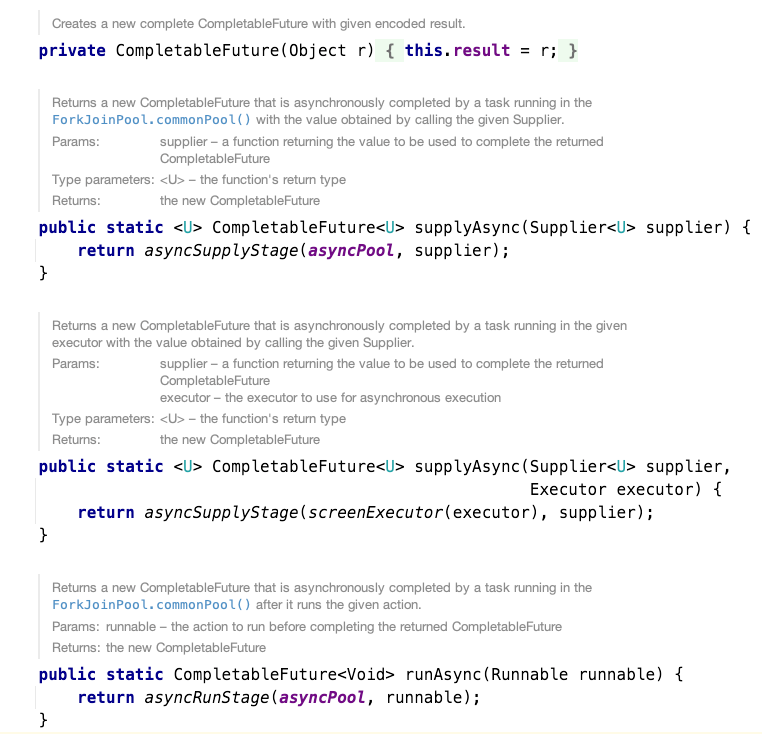 Creates a new complete CompletableFuture with given encoded result.
private CompletableFuture(Object r) { this.result = r; }
Returns a new CompletableFuture that is asynchronously completed by a task running in the
ForkJoinPool.commonPool() with the value obtained by calling the given Supplier.
Params: supplier – a function returning the value to be used to complete the returned
CompletableFuture
Type parameters: <U> – the function's return type
Returns: the new CompletableFuture
public static <U> CompletableFuture<U> supplyAsync(Supplier<U> supplier) {
return asyncSupplyStage(asyncPool, supplier);
}
Returns a new CompletableFuture that is asynchronously completed by a task running in the given
executor with the value obtained by calling the given Supplier.
Params: supplier – a function returning the value to be used to complete the returned
CompletableFuture
executor – the executor to use for asynchronous execution
Type parameters: <U> – the function's return type
Returns: the new CompletableFuture
public static <U> CompletableFuture<U> supplyAsync(Supplier<U> supplier,
Executor executor) {
return asyncSupplyStage(screenExecutor(executor), supplier);
}
Returns a new CompletableFuture that is asynchronously completed by a task running in the
ForkJoinPool.commonPool() after it runs the given action.
Params: runnable – the action to run before completing the returned CompletableFuture
Returns: the new CompletableFuture
public static CompletableFuture<Void> runAsync(Runnable runnable) {
return asyncRunStage(asyncPool, runnable);
}